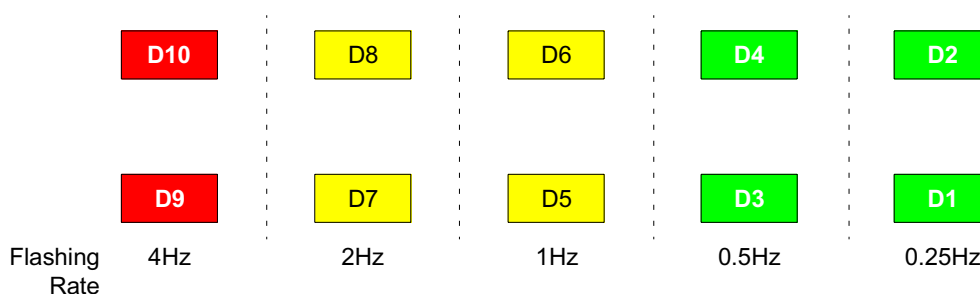 D10 D8 D6 D4 D2
D9 D7 D5 D3 D1
Flashing 4Hz 2Hz 1Hz 0.5Hz 0.25Hz
Rate